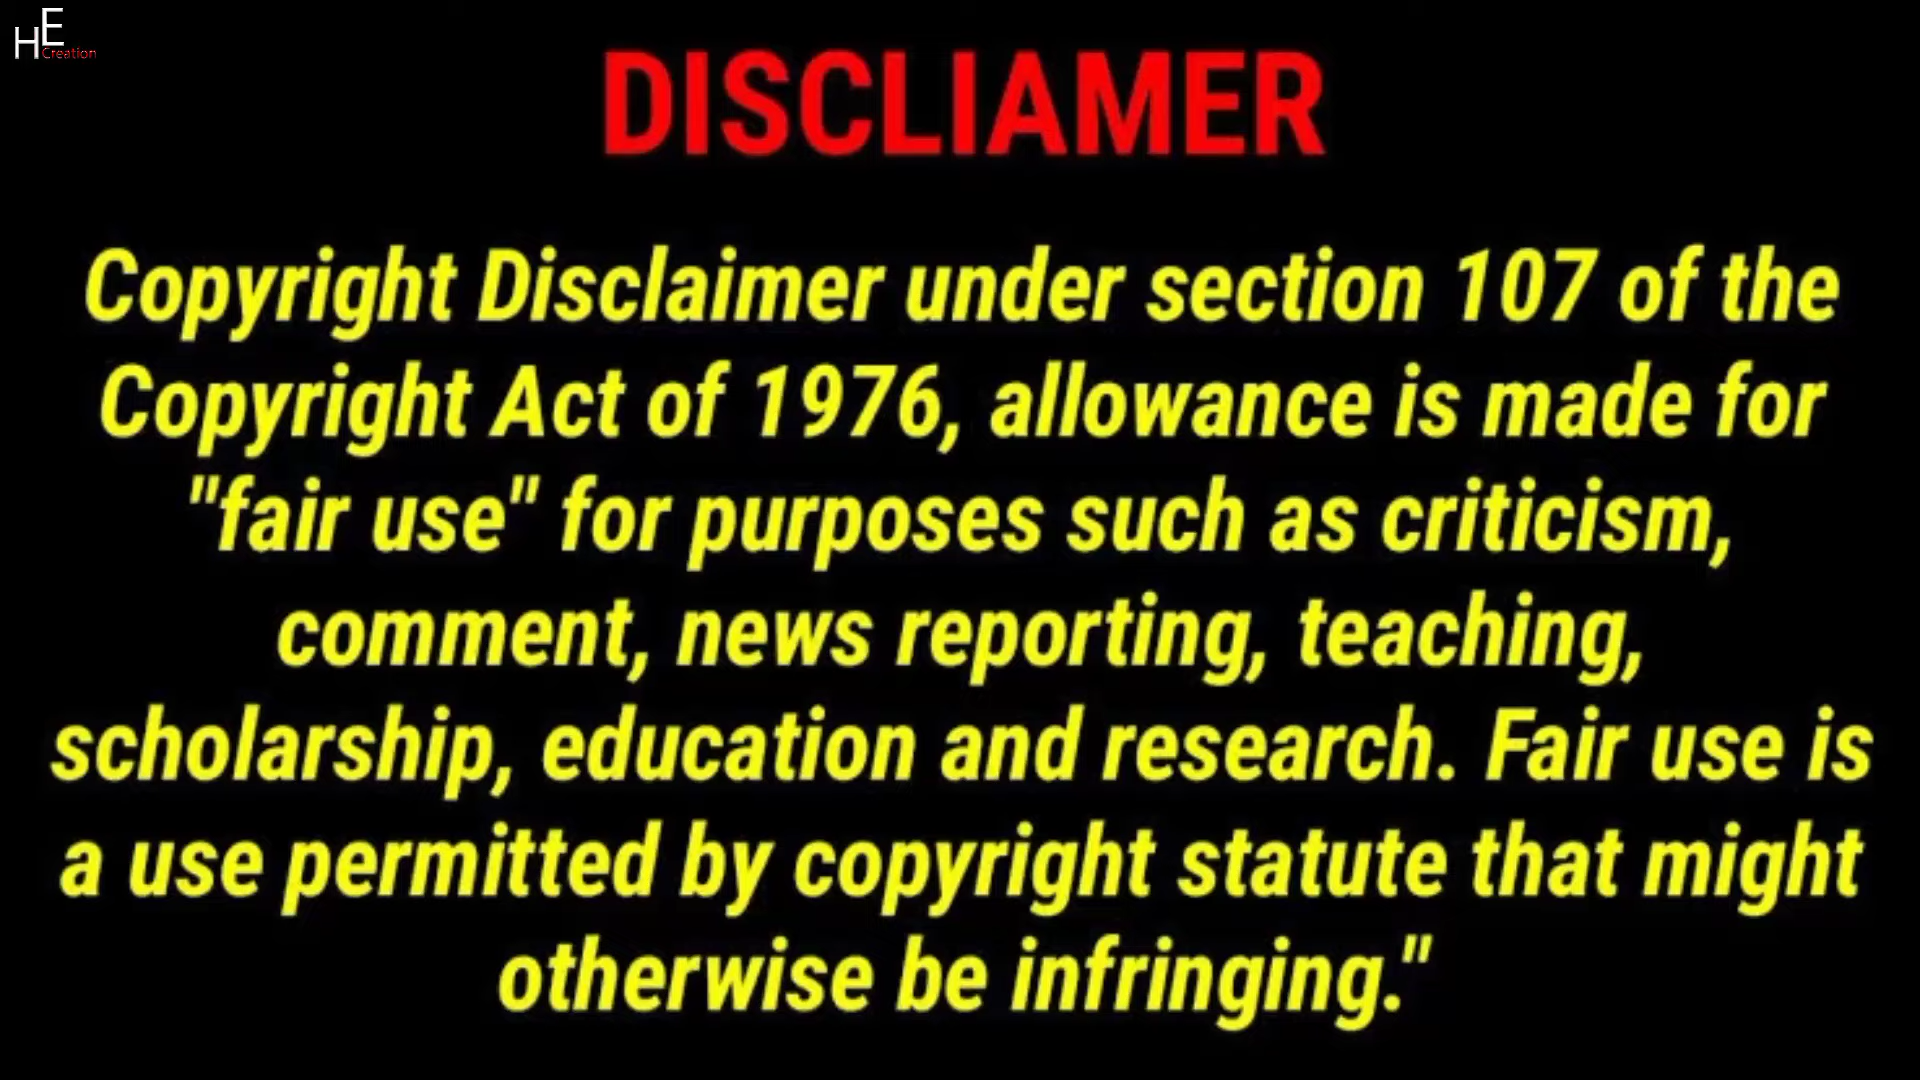 HE
Creation
DISCLIAMER
Copyright Disclaimer under section 107 of the
Copyright Act of 1976, allowance is made for
"fair use" for purposes such as criticism,
comment, news reporting, teaching,
scholarship, education and research. Fair use is
a use permitted by copyright statute that might
otherwise be infringing."